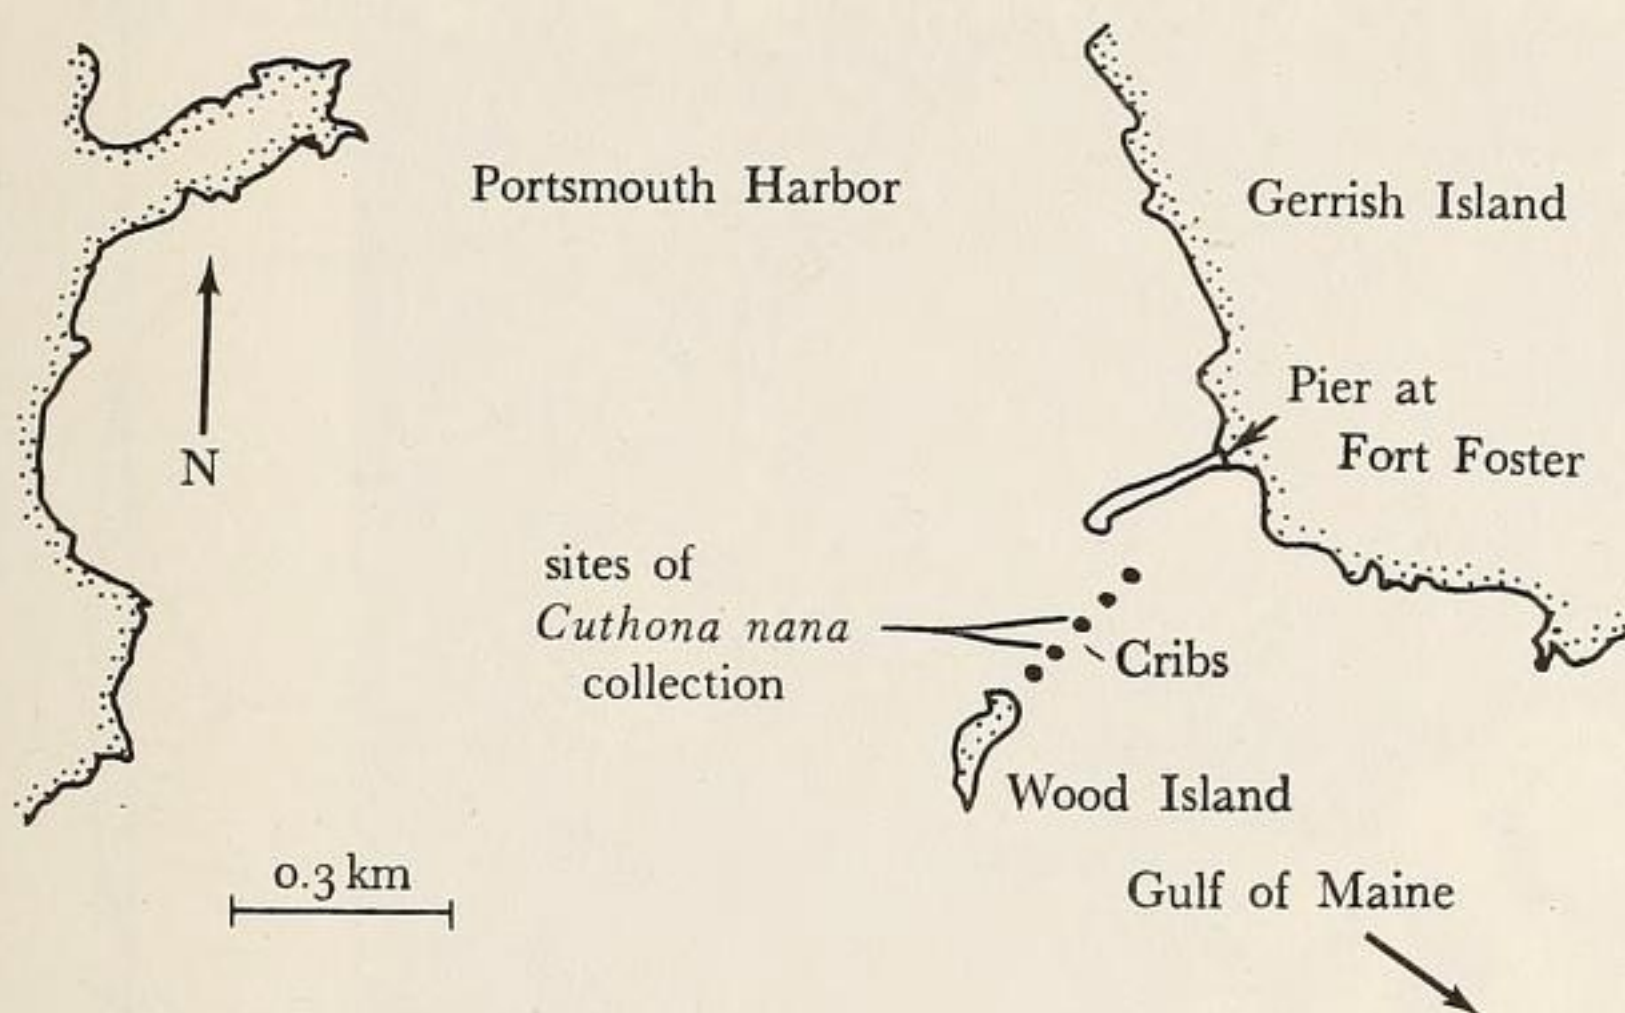 Portsmouth Harbor
Gerrish Island
N
Pier at
Fort Foster
sites of
Cuthona nana
collection
Cribs
Wood Island
0.3 km
Gulf of Maine